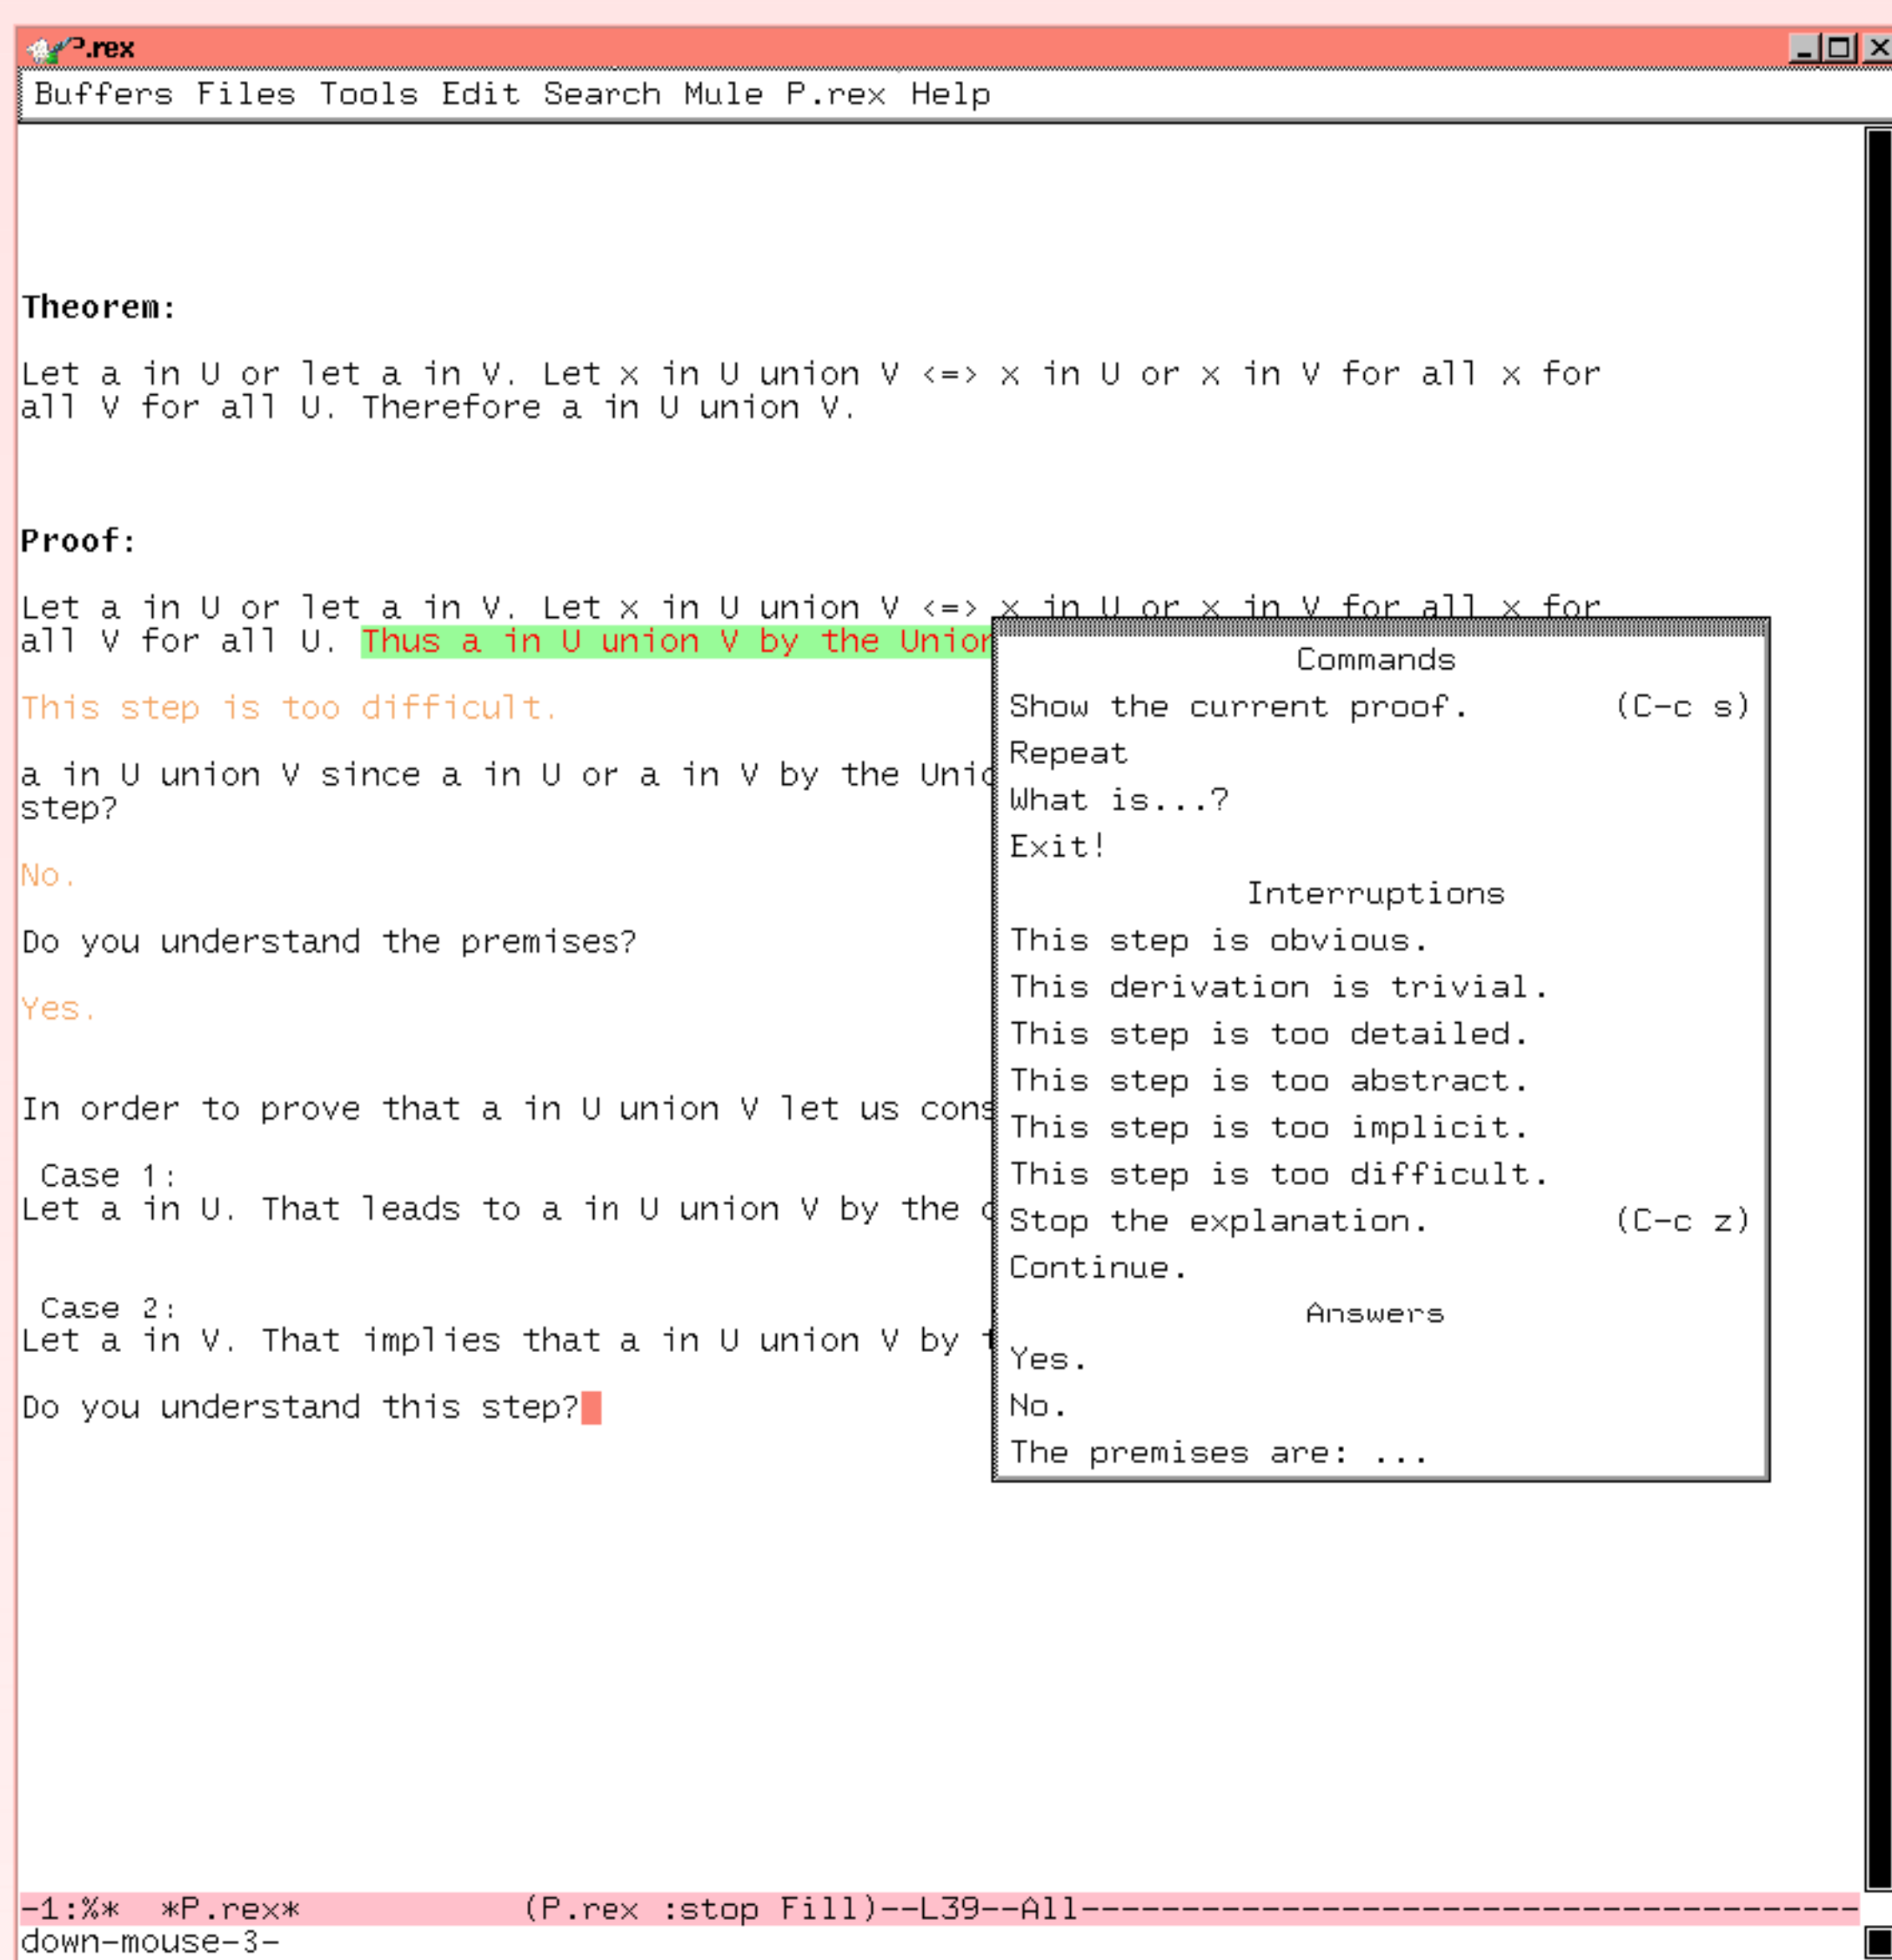 P.rex
Buffers Files Tools Edit Search Mule P.rex Help
Theorem:
Let a in U or let a in V. Let x in U union V <=> x in U or x in V for all x for
all V for all U. Therefore a in U union V.
Proof:
Let a in U or let a in V. Let x in U union V <=> x in U or x in V for all x for
all V for all U. Thus a in U union V by the Union
This step is too difficult.
a in U union V since a in U or a in V by the
step?
No.
Do you understand the premises?
Yes.
In order to prove that a in U union V let us
Case 1:
Let a in U. That leads to a in U union V by the
Case 2:
Let a in V. That implies that a in U union V by
Do you understand this step?
Commands
Show the current proof. (C-c s)
Repeat
What is...?
Exit!
Interruptions
This step is obvious.
This derivation is trivial.
This step is too detailed.
This step is too abstract.
This step is too implicit.
This step is too difficult.
Stop the explanation. (C-c z)
Continue.
Answers
Yes.
No.
The premises are: ...
-1:%* *P.rex* (P.rex :stop Fill)--L39--All---------------------------------------
down-mouse-3-